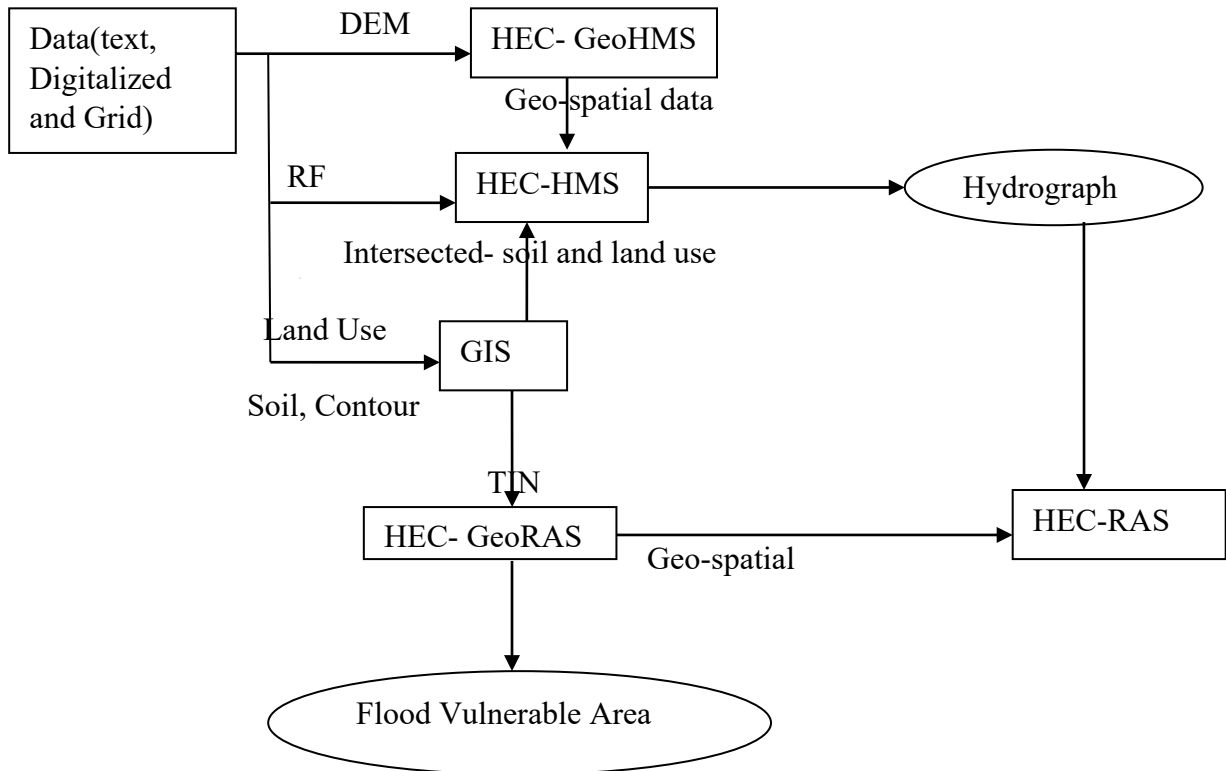 Data(text,
Digitalized
and Grid)
DEM
HEC- GeoHMS
Geo-spatial data
RF
HEC-HMS
Hydrograph
Intersected- soil and land use
Land Use
GIS
Soil, Contour
TIN
HEC- GeoRAS
HEC-RAS
Geo-spatial
Flood Vulnerable Area